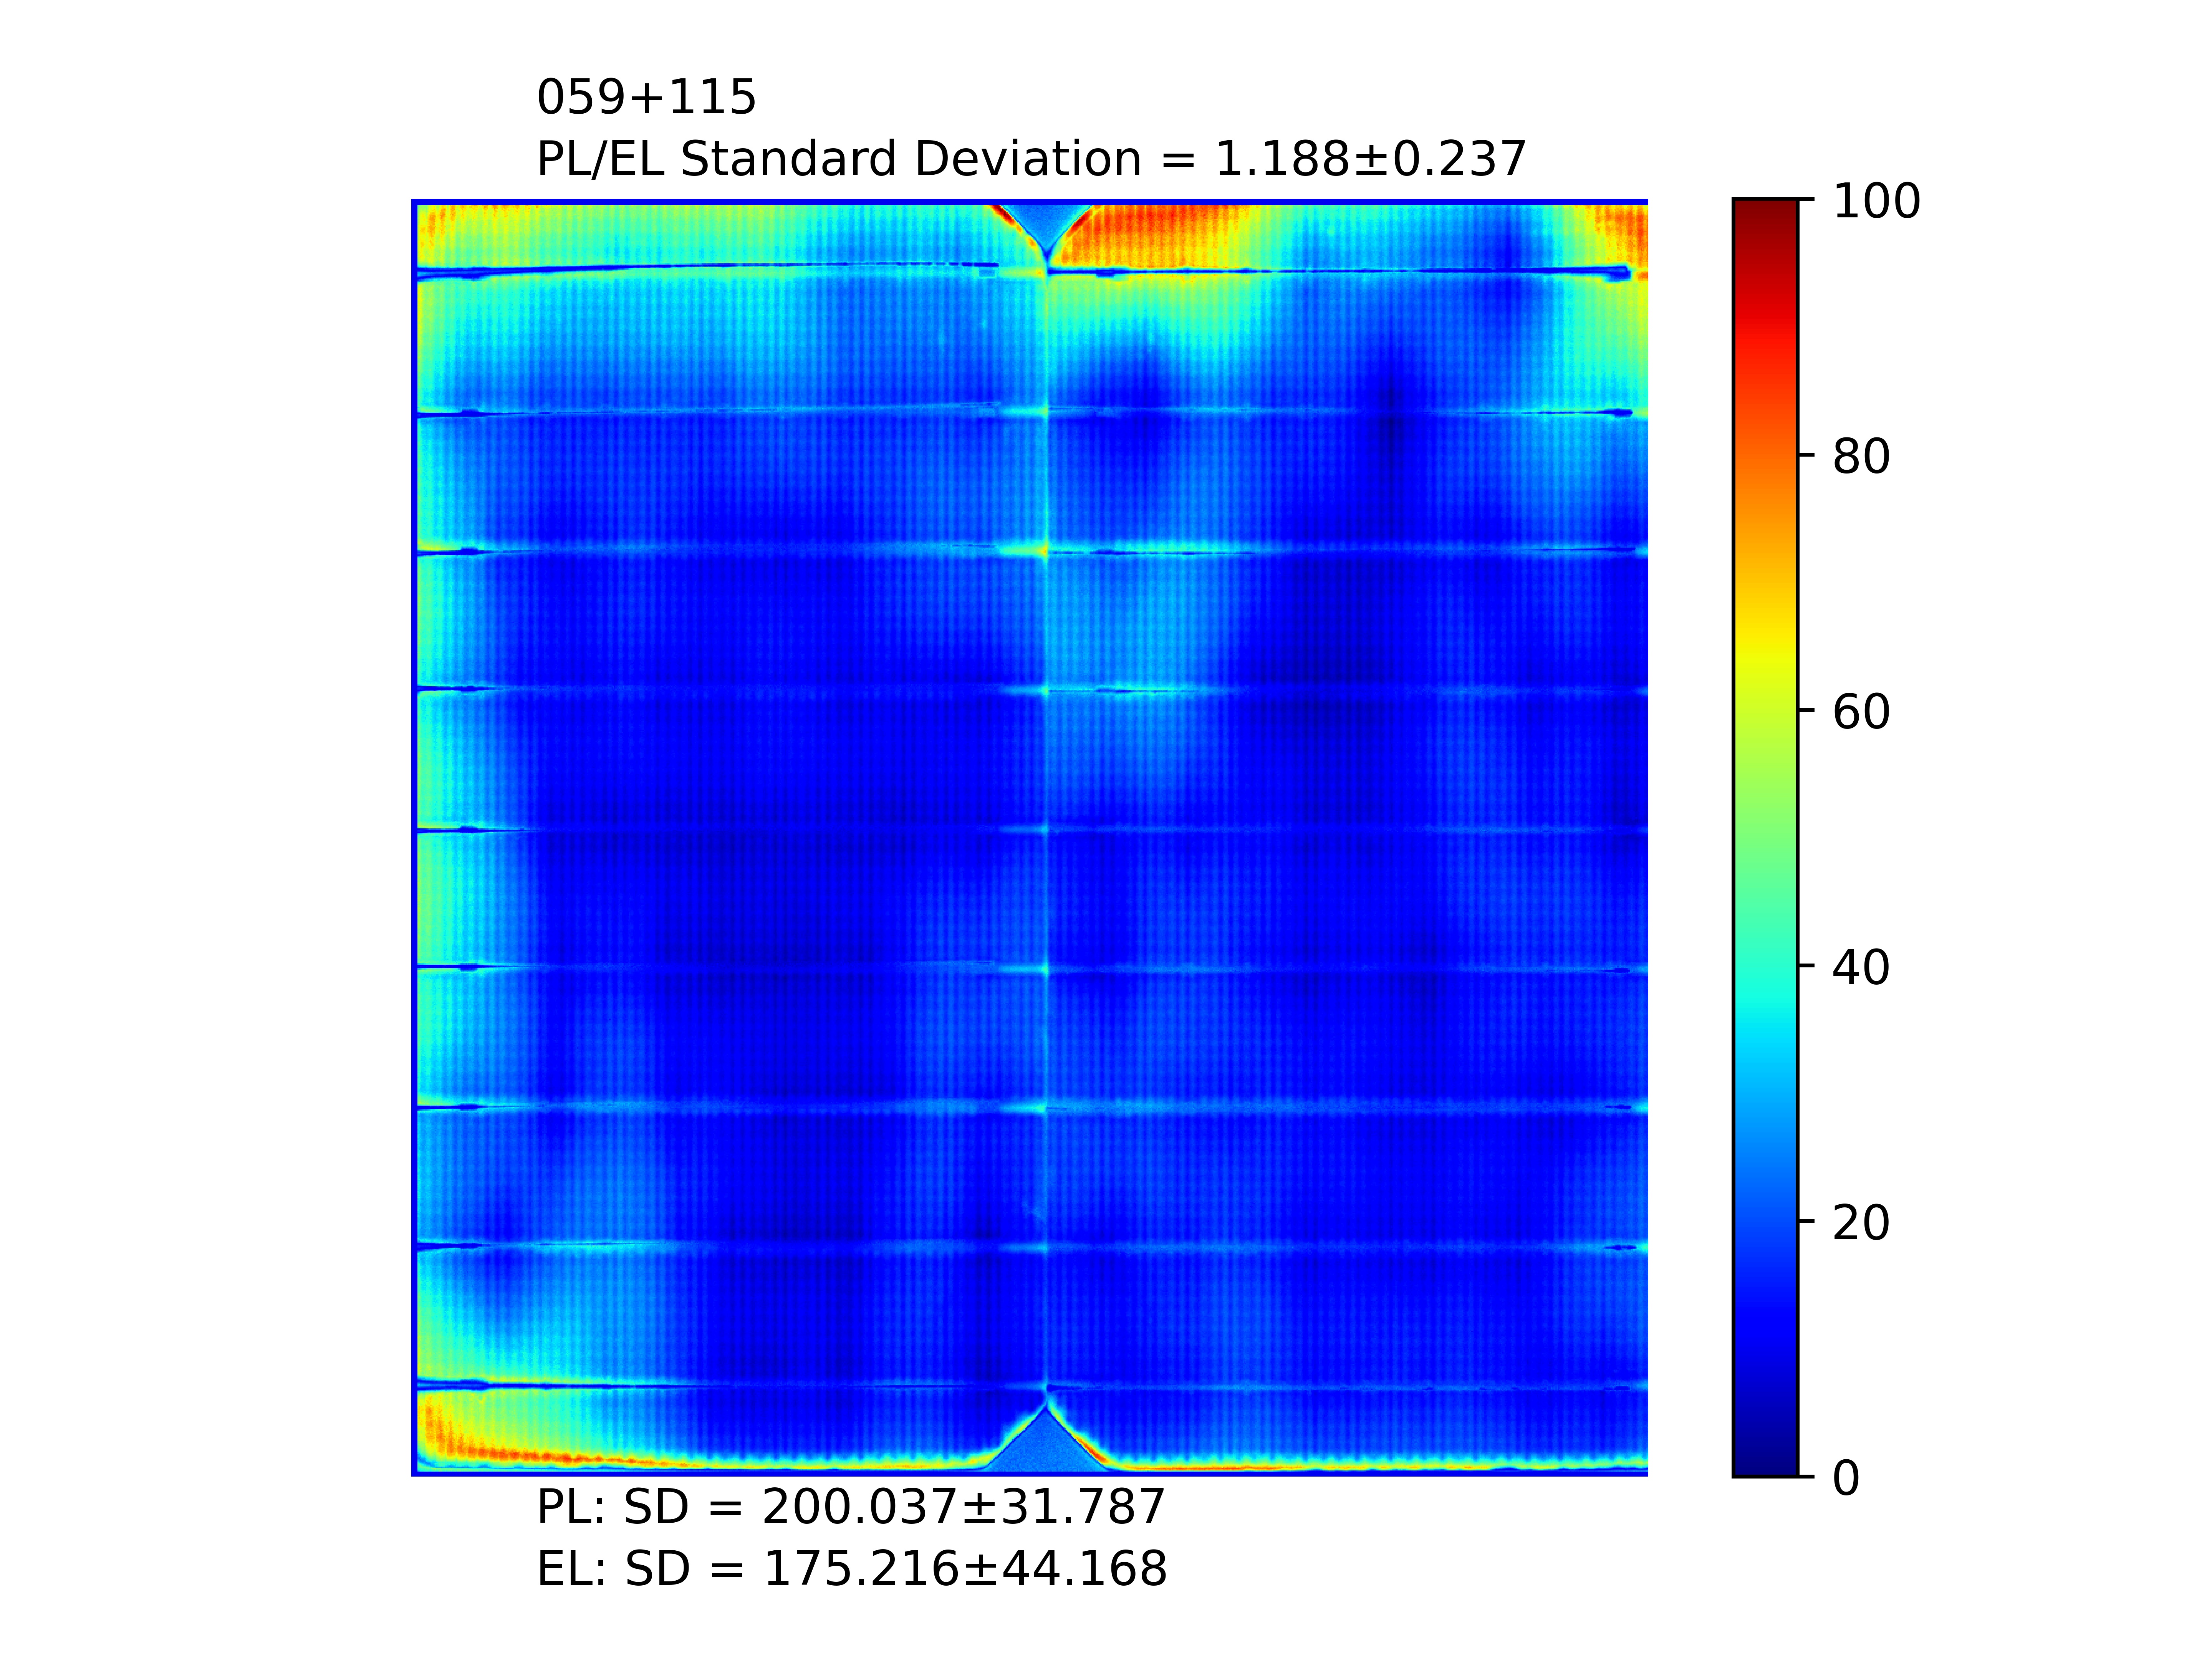 059+115
PL/EL Standard Deviation = 1.188±0.237
100
80
60
40
20
0
PL: SD = 200.037±31.787
EL: SD = 175.216±44.168